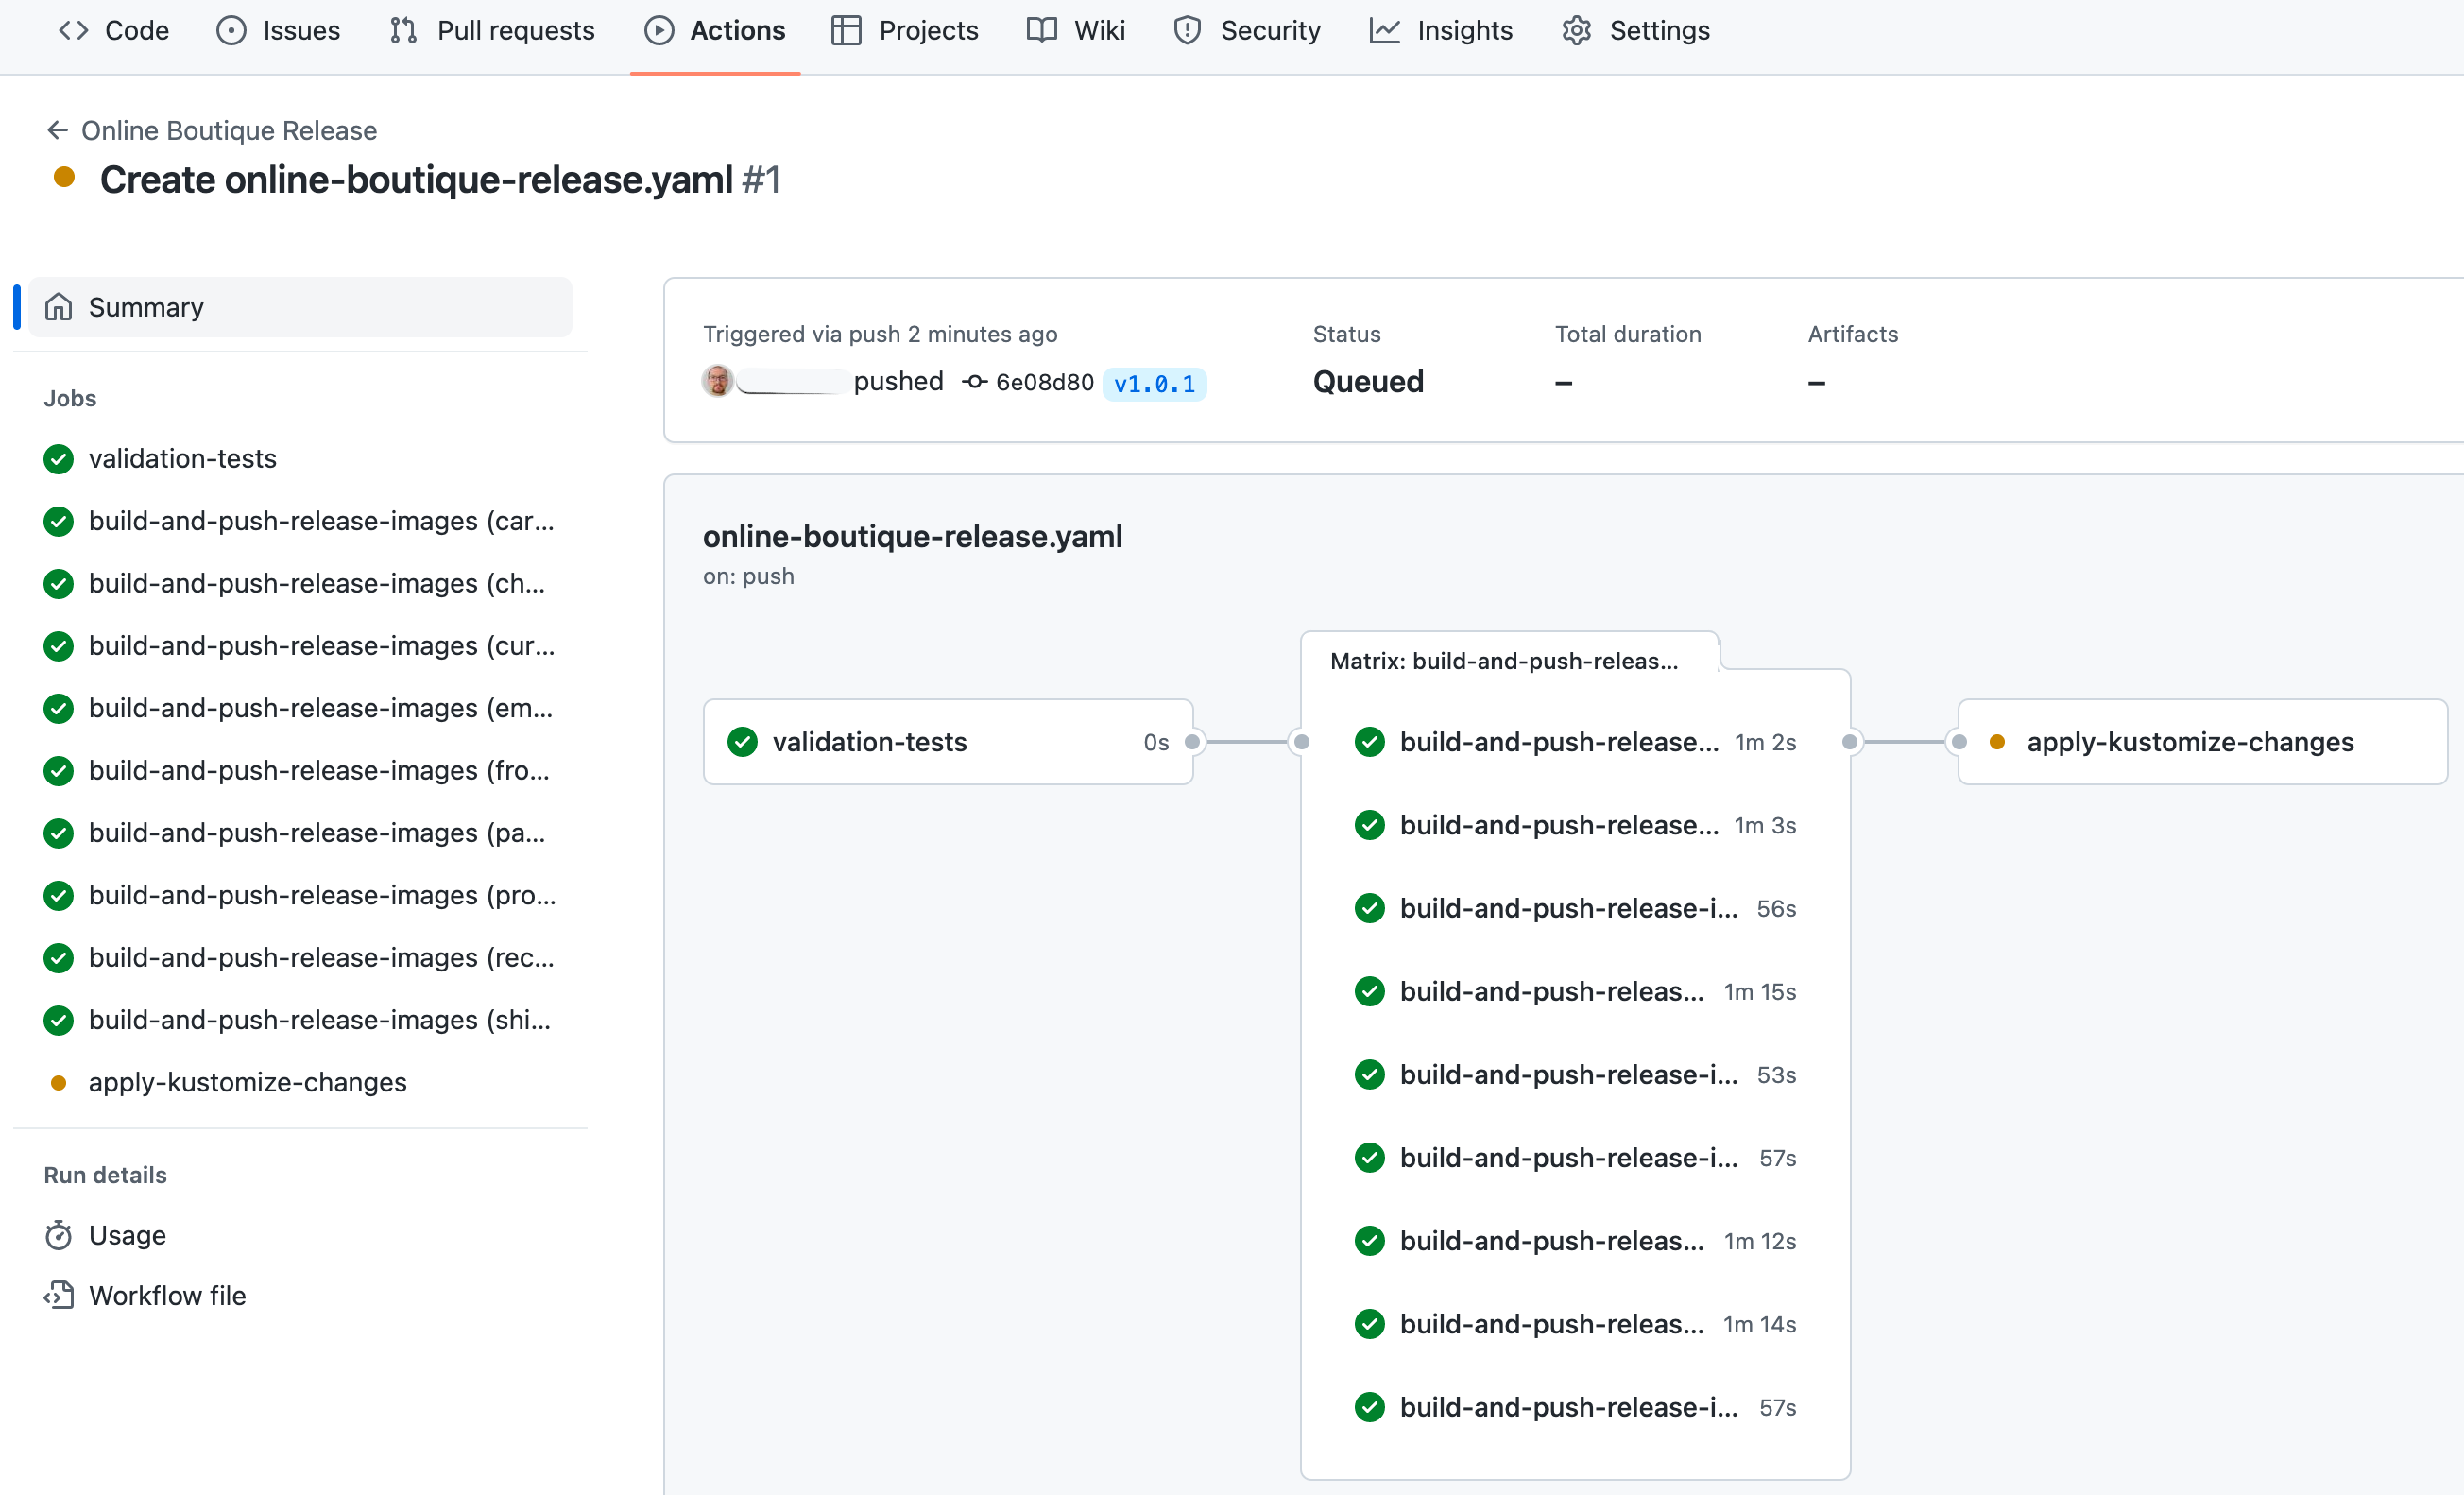 Code Issues Pull requests Actions Projects Wiki Security Insights Settings
Online Boutique Release
Create online-boutique-release.yaml #1
Summary
Triggered via push 2 minutes ago
pushed 6e08d80 v1.0.1
Status
Queued
Total duration
–
Artifacts
–
Jobs
validation-tests
build-and-push-release-images (car...
build-and-push-release-images (ch...
build-and-push-release-images (cur...
build-and-push-release-images (em...
build-and-push-release-images (fro...
build-and-push-release-images (pa...
build-and-push-release-images (pro...
build-and-push-release-images (rec...
build-and-push-release-images (shi...
apply-kustomize-changes
Run details
Usage
Workflow file
online-boutique-release.yaml
on: push
validation-tests 0s
Matrix: build-and-push-releas...
build-and-push-release... 1m 2s
build-and-push-release... 1m 3s
build-and-push-release-i... 56s
build-and-push-releas... 1m 15s
build-and-push-release-i... 53s
build-and-push-release-i... 57s
build-and-push-releas... 1m 12s
build-and-push-releas... 1m 14s
build-and-push-release-i... 57s
apply-kustomize-changes